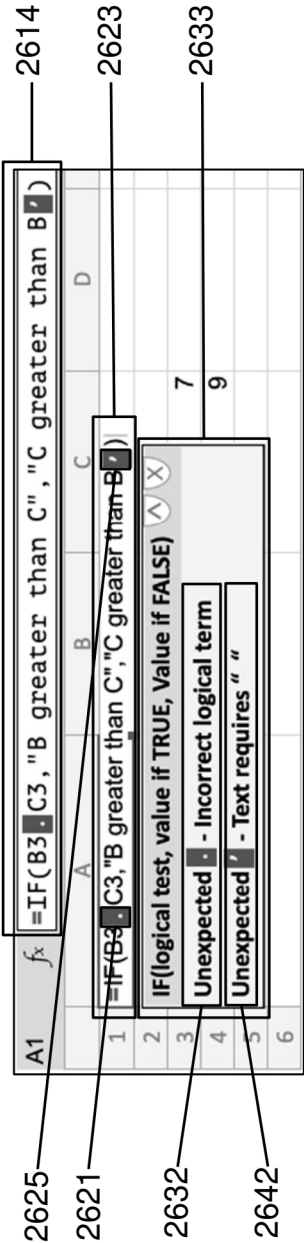 2614
2623
2633
A1 fx =IF(B3.C3,"B greater than C","C greater than B')
A B C D
1 =IF(B3.C3,"B greater than C","C greater than B')
2 IF(logical test, value if TRUE, Value if FALSE) ^ X
3 Unexpected . - Incorrect logical term 7
4 9
5 Unexpected ' - Text requires “ “
6
2625
2621
2632
2642